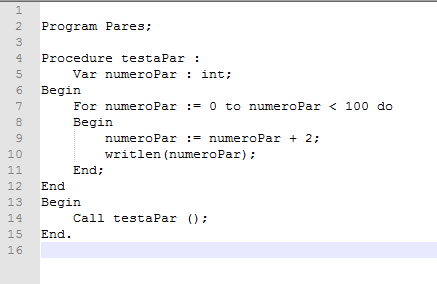 1
2 Program Pares;
3
4 Procedure testaPar :
5     Var numeroPar : int;
6 Begin
7     For numeroPar := 0 to numeroPar < 100 do
8     Begin
9         numeroPar := numeroPar + 2;
10         writlen(numeroPar);
11     End;
12 End
13 Begin
14     Call testaPar ();
15 End.
16